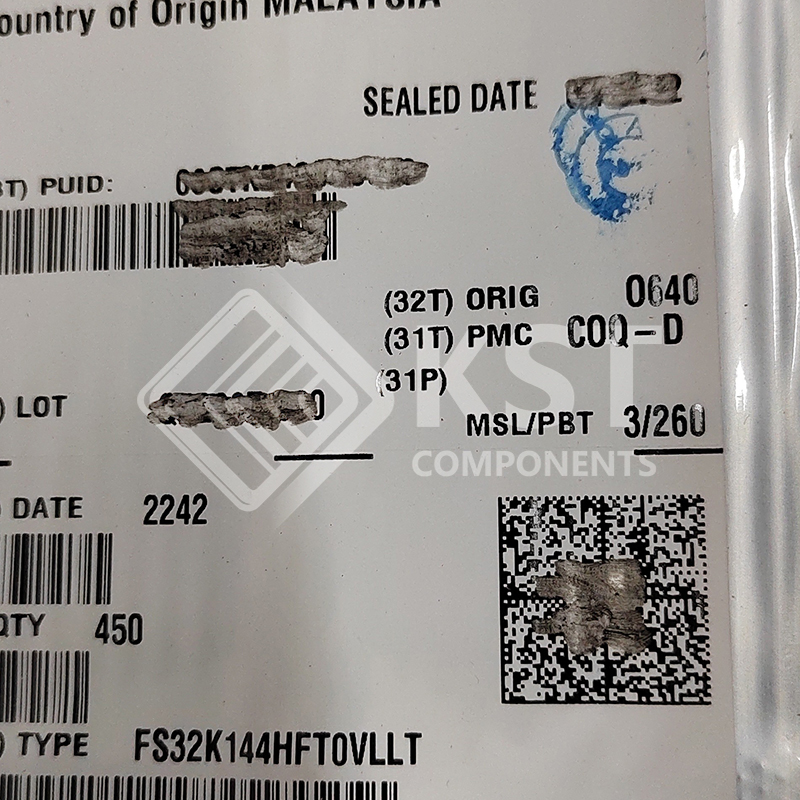 ountry of Origin MALAYSIA
SEALED DATE
T) PUID:
(32T) ORIG 0640
(31T) PMC COQ-D
(31P)
) LOT 0
MSL/PBT 3/260
KST
COMPONENTS
) DATE 2242
QTY 450
) TYPE FS32K144HFT0VLLT